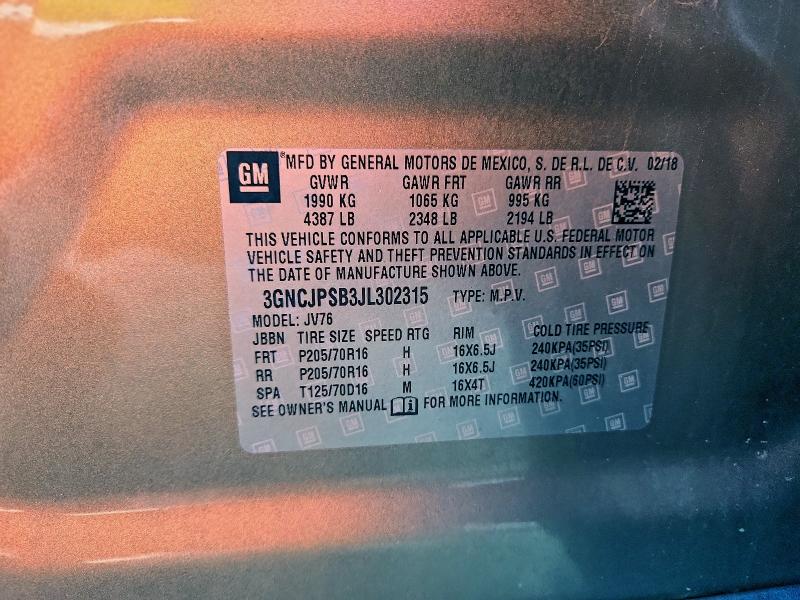 GM ® MFD BY GENERAL MOTORS DE MEXICO, S. DE R.L. DE C.V. 02/18
GVWR GAWR FRT GAWR RR
1990 KG 1065 KG 995 KG
4387 LB 2348 LB 2194 LB
THIS VEHICLE CONFORMS TO ALL APPLICABLE U.S. FEDERAL MOTOR
VEHICLE SAFETY AND THEFT PREVENTION STANDARDS IN EFFECT ON
THE DATE OF MANUFACTURE SHOWN ABOVE.
3GNCJPSB3JL302315 TYPE: M.P.V.
MODEL: JV76
JBBN TIRE SIZE SPEED RTG RIM COLD TIRE PRESSURE
FRT P205/70R16 H 16X6.5J 240KPA(35PSI)
RR P205/70R16 H 16X6.5J 240KPA(35PSI)
SPA T125/70D16 M 16X4T 420KPA(60PSI)
SEE OWNER'S MANUAL i FOR MORE INFORMATION.